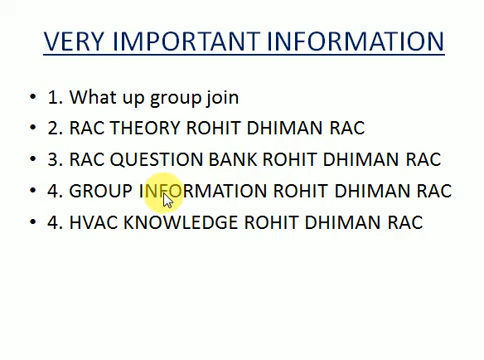 VERY IMPORTANT INFORMATION
• 1. What up group join
• 2. RAC THEORY ROHIT DHIMAN RAC
• 3. RAC QUESTION BANK ROHIT DHIMAN RAC
• 4. GROUP INFORMATION ROHIT DHIMAN RAC
• 4. HVAC KNOWLEDGE ROHIT DHIMAN RAC